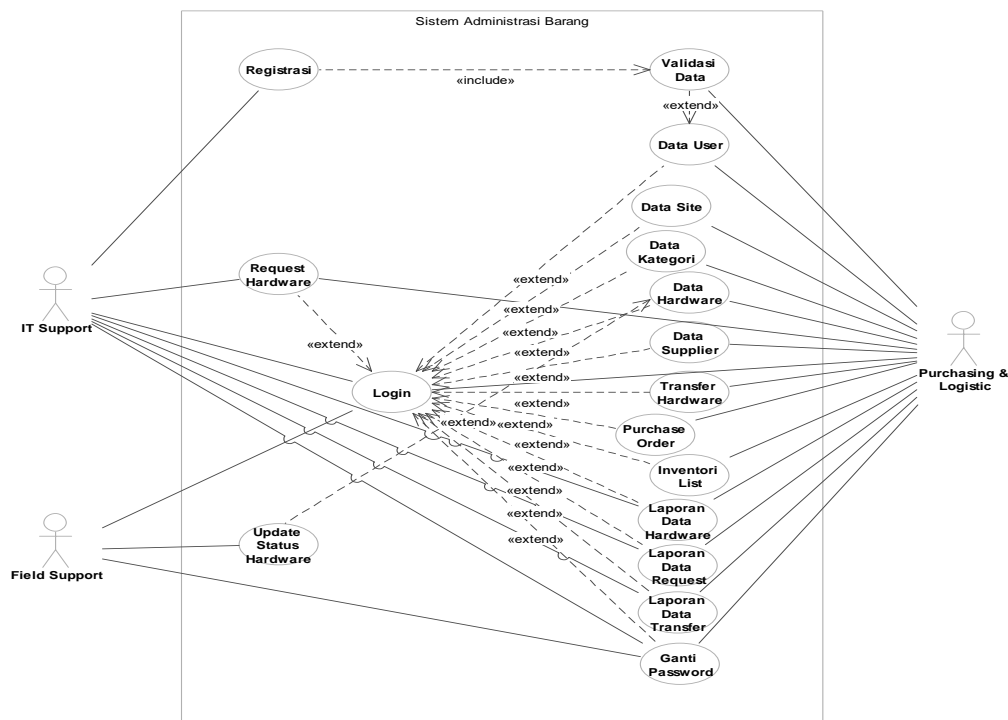 Sistem Administrasi Barang
Registrasi
«include»
Validasi
Data
«extend»
Data User
Data Site
Data
Kategori
Request
Hardware
«extend»
Data
Hardware
IT Support
«extend»
«extend»
Data
Supplier
«extend»
«extend»
Purchasing &
Logistic
Login
«extend»
Transfer
Hardware
«extend»
«extend»
«extend»
Purchase
Order
«extend»
Inventori
List
«extend»
Laporan
Data
Hardware
«extend»
Field Support
Update
Status
Hardware
«extend»
Laporan
Data
Request
Laporan
Data
Transfer
Ganti
Password